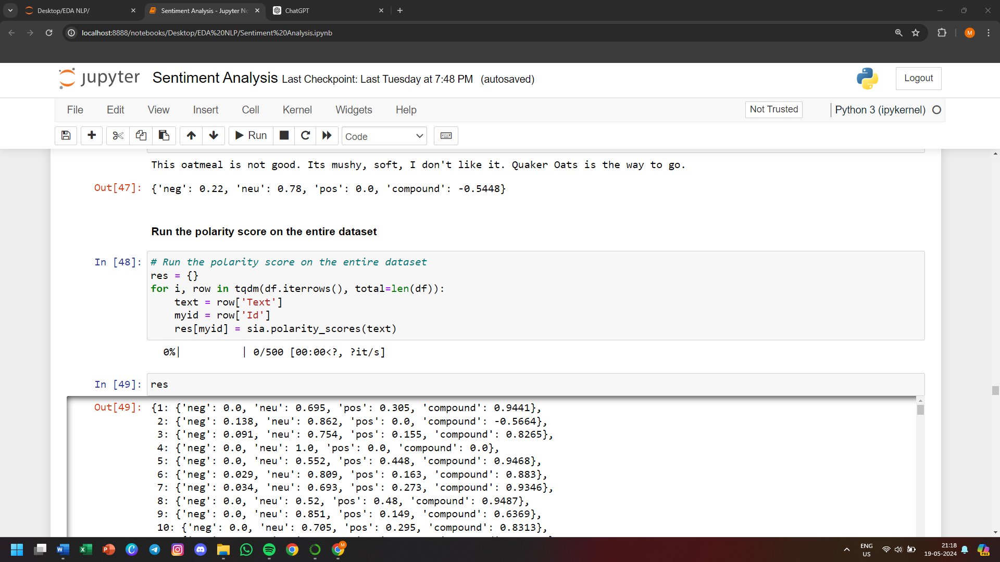 Desktop/EDA NLP/
Sentiment Analysis - Jupyter No
ChatGPT
localhost:8888/notebooks/Desktop/EDA%20NLP/Sentiment%20Analysis.ipynb
M
jupyter Sentiment Analysis Last Checkpoint: Last Tuesday at 7:48 PM (autosaved)
Logout
File Edit View Insert Cell Kernel Widgets Help
Not Trusted
Python 3 (ipykernel)
Run
Code
This oatmeal is not good. Its mushy, soft, I don't like it. Quaker Oats is the way to go.
Out[47]: {'neg': 0.22, 'neu': 0.78, 'pos': 0.0, 'compound': -0.5448}
Run the polarity score on the entire dataset
In [48]: # Run the polarity score on the entire dataset
res = {}
for i, row in tqdm(df.iterrows(), total=len(df)):
text = row['Text']
myid = row['Id']
res[myid] = sia.polarity_scores(text)
0%| | 0/500 [00:00<?, ?it/s]
In [49]: res
Out[49]: {1: {'neg': 0.0, 'neu': 0.695, 'pos': 0.305, 'compound': 0.9441},
2: {'neg': 0.138, 'neu': 0.862, 'pos': 0.0, 'compound': -0.5664},
3: {'neg': 0.091, 'neu': 0.754, 'pos': 0.155, 'compound': 0.8265},
4: {'neg': 0.0, 'neu': 1.0, 'pos': 0.0, 'compound': 0.0},
5: {'neg': 0.0, 'neu': 0.552, 'pos': 0.448, 'compound': 0.9468},
6: {'neg': 0.029, 'neu': 0.809, 'pos': 0.163, 'compound': 0.883},
7: {'neg': 0.034, 'neu': 0.693, 'pos': 0.273, 'compound': 0.9346},
8: {'neg': 0.0, 'neu': 0.52, 'pos': 0.48, 'compound': 0.9487},
9: {'neg': 0.0, 'neu': 0.851, 'pos': 0.149, 'compound': 0.6369},
10: {'neg': 0.0, 'neu': 0.705, 'pos': 0.295, 'compound': 0.8313},
M
ENG
US
21:18
19-05-2024
PRE